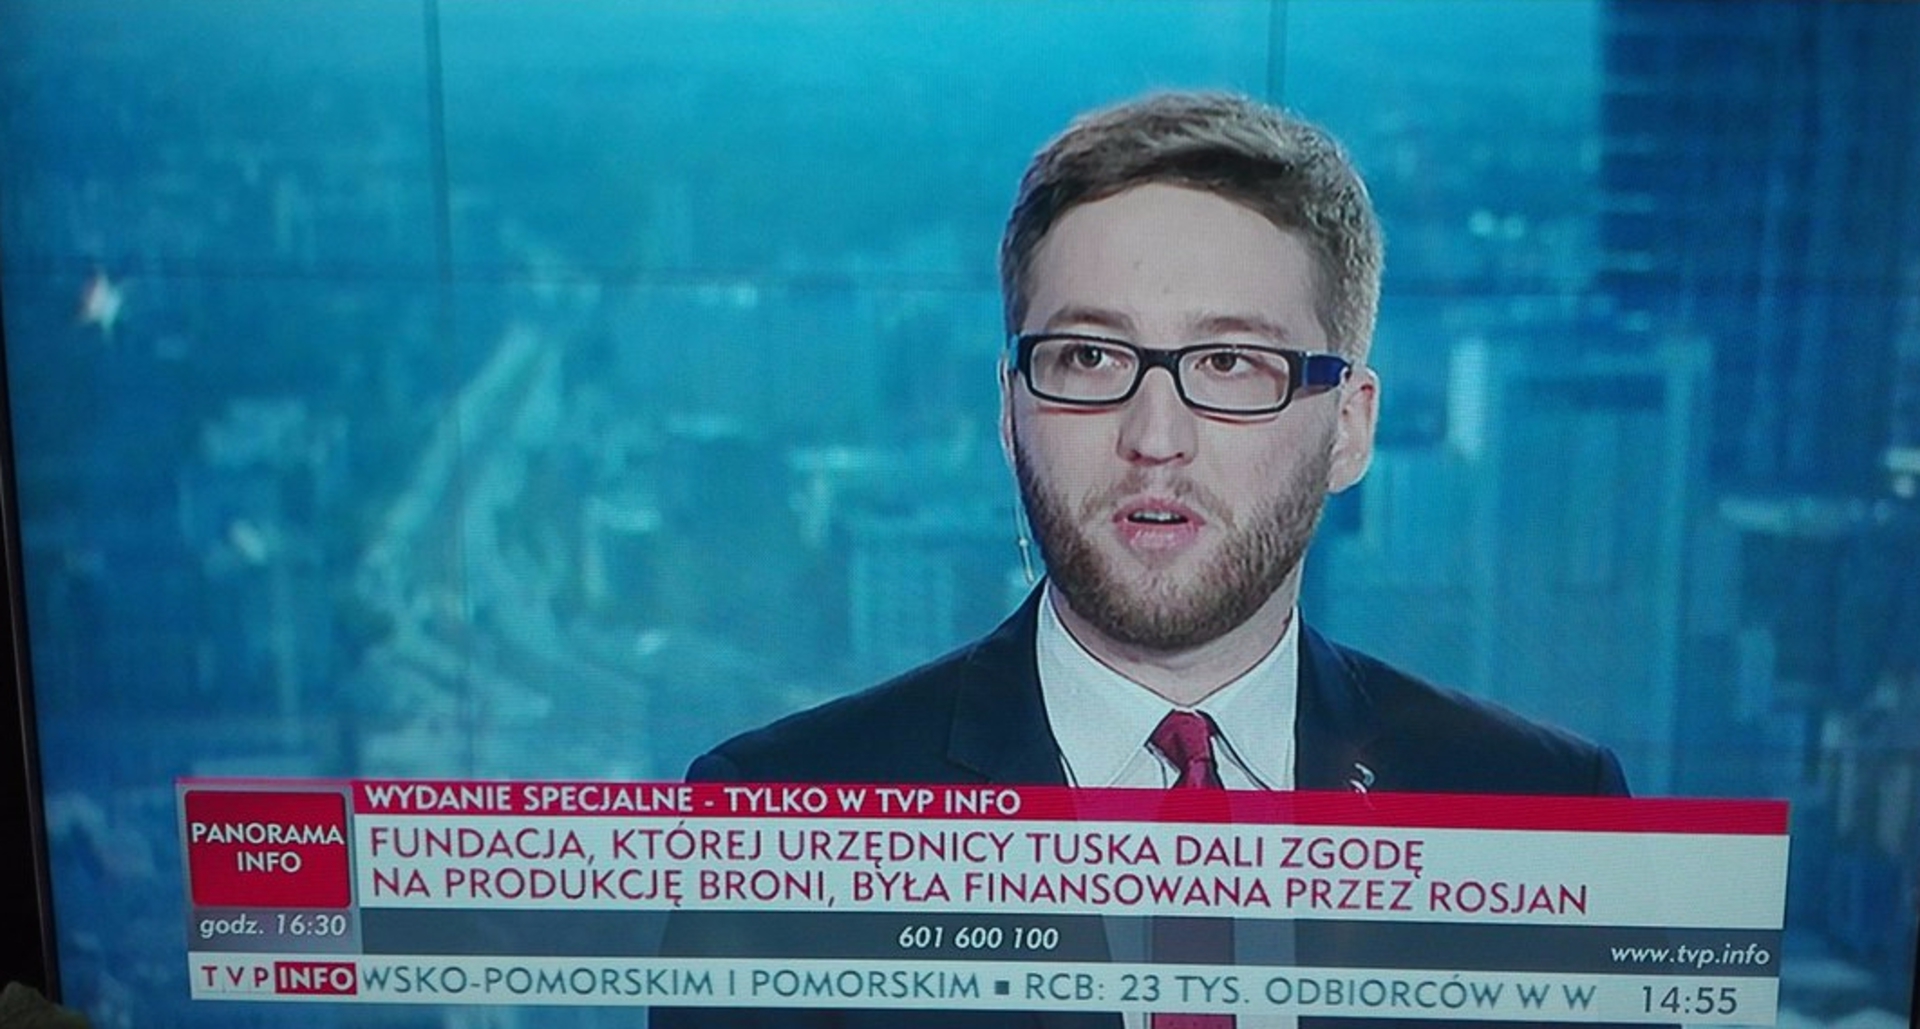 WYDANIE SPECJALNE - TYLKO W TVP INFO
PANORAMA
INFO
FUNDACJA, KTÓREJ URZĘDNICY TUSKA DALI ZGODĘ
NA PRODUKCJĘ BRONI, BYŁA FINANSOWANA PRZEZ ROSJAN
godz. 16:30
601 600 100
www.tvp.info
TVP INFO WSKO-POMORSKIM I POMORSKIM ▪ RCB: 23 TYS. ODBIORCÓW W W 14:55